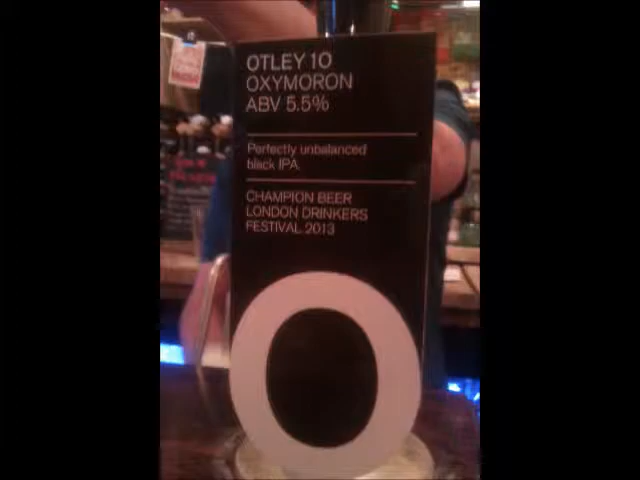 OTLEY 10
OXYMORON
ABV 5.5%
Perfectly unbalanced
black IPA.
CHAMPION BEER
LONDON DRINKERS
FESTIVAL 2013
O